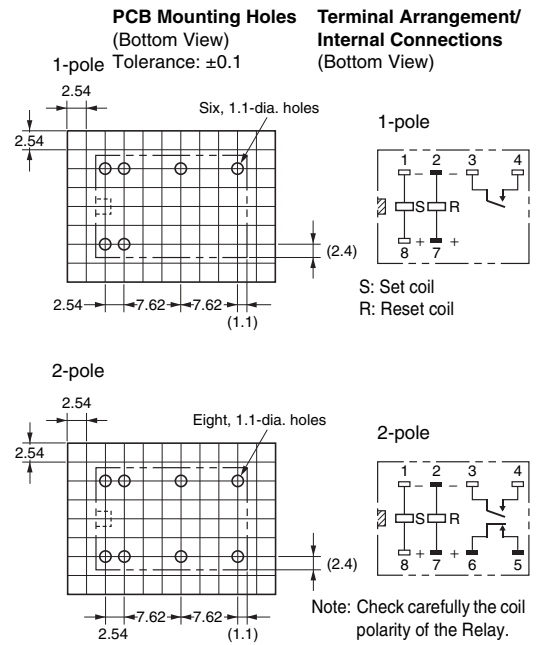 PCB Mounting Holes
(Bottom View)
Tolerance: ±0.1
Terminal Arrangement/
Internal Connections
(Bottom View)
1-pole
2.54
2.54
Six, 1.1-dia. holes
(2.4)
2.54
7.62
7.62
(1.1)
1-pole
1 2 3 4
- -
S R
+ +
8 7
S: Set coil
R: Reset coil
2-pole
2.54
2.54
Eight, 1.1-dia. holes
(2.4)
7.62
7.62
2.54
(1.1)
2-pole
1 2 3 4
- -
S R
+ +
8 7 6 5
Note: Check carefully the coil
polarity of the Relay.